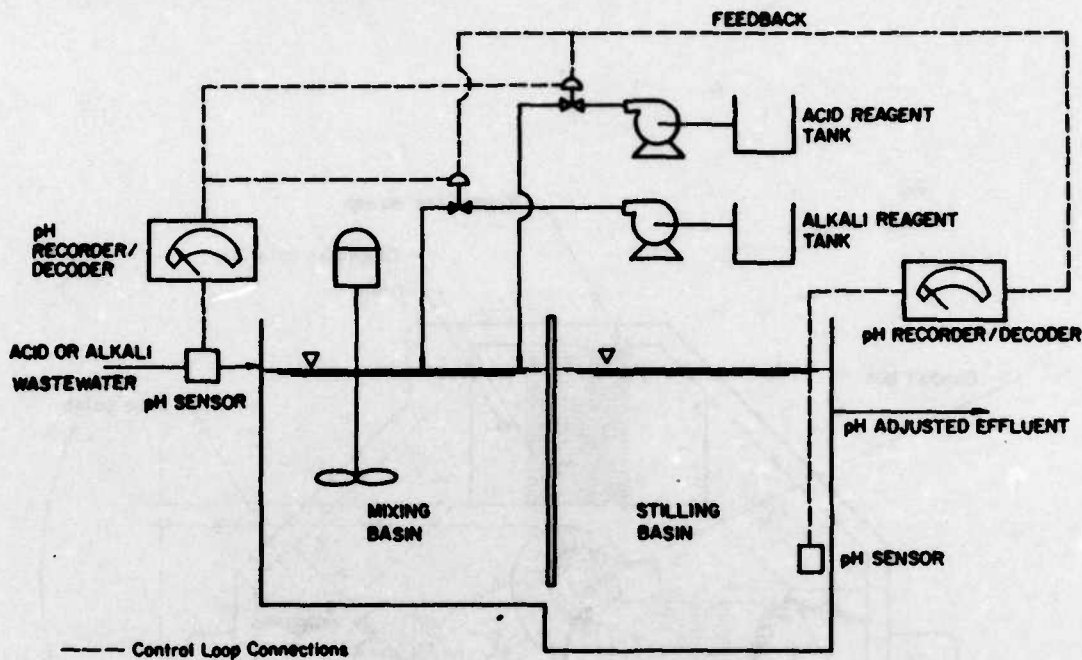 FEEDBACK
ACID REAGENT
TANK
ALKALI REAGENT
TANK
pH
RECORDER/
DECODER
pH RECORDER/DECODER
ACID OR ALKALI
WASTEWATER
pH SENSOR
pH ADJUSTED EFFLUENT
MIXING
BASIN
STILLING
BASIN
pH SENSOR
Control Loop Connections